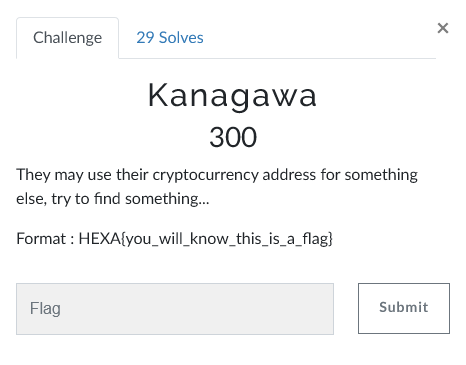 Challenge
29 Solves
×
Kanagawa
300
They may use their cryptocurrency address for something
else, try to find something...
Format : HEXA{you_will_know_this_is_a_flag}
Flag
Submit